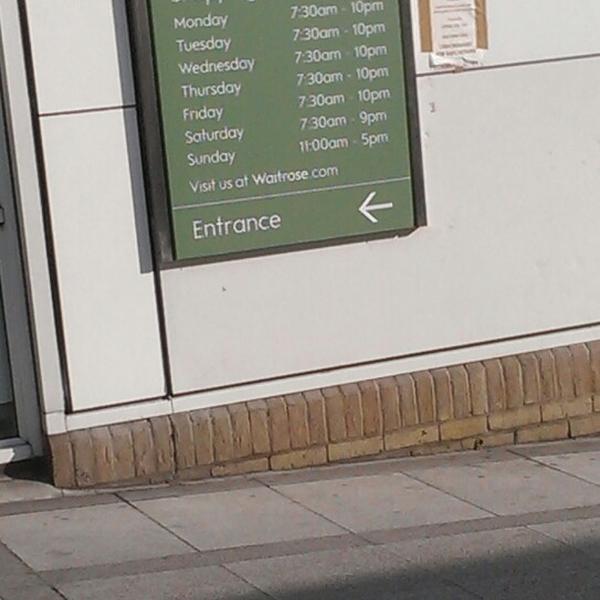 Monday 7:30am - 10pm
Tuesday 7:30am - 10pm
Wednesday 7:30am - 10pm
Thursday 7:30am - 10pm
Friday 7:30am - 10pm
Saturday 7:30am - 9pm
Sunday 11:00am - 5pm
Visit us at Waitrose.com
Entrance